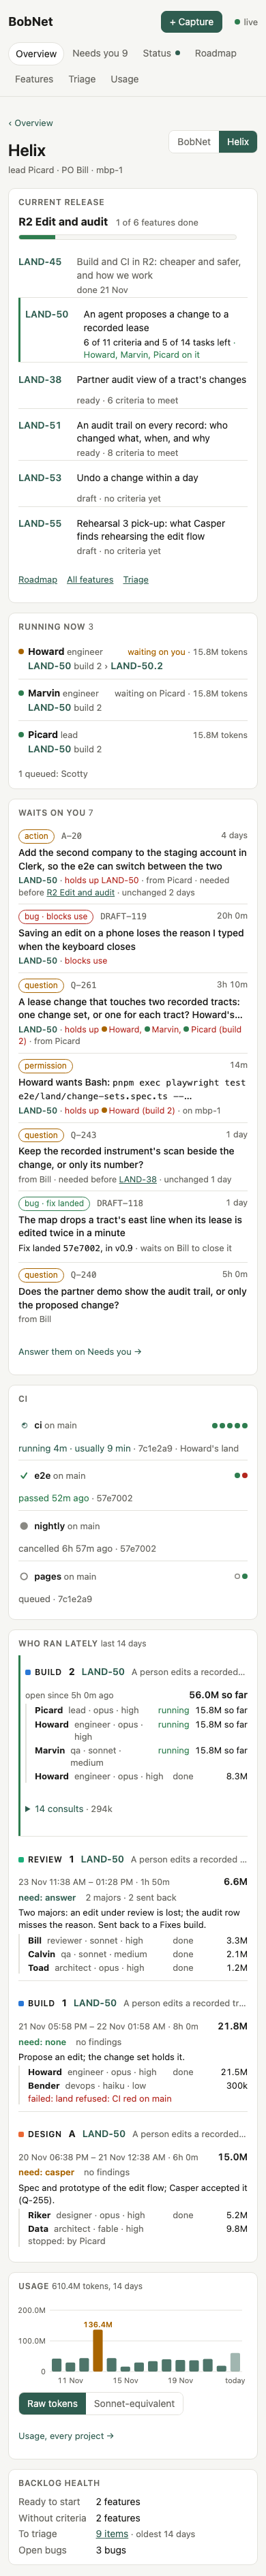 BobNet
+ Capture
live
Overview
Needs you 9
Status
Roadmap
Features
Triage
Usage
‹ Overview
Helix
BobNet
Helix
lead Picard · PO Bill · mbp-1
CURRENT RELEASE
R2 Edit and audit 1 of 6 features done
LAND-45 Build and CI in R2: cheaper and safer,
and how we work
done 21 Nov
LAND-50 An agent proposes a change to a
recorded lease
6 of 11 criteria and 5 of 14 tasks left ·
Howard, Marvin, Picard on it
LAND-38 Partner audit view of a tract's changes
ready · 6 criteria to meet
LAND-51 An audit trail on every record: who
changed what, when, and why
ready · 8 criteria to meet
LAND-53 Undo a change within a day
draft · no criteria yet
LAND-55 Rehearsal 3 pick-up: what Casper
finds rehearsing the edit flow
draft · no criteria yet
Roadmap All features Triage
RUNNING NOW 3
Howard engineer waiting on you · 15.8M tokens
LAND-50 build 2 › LAND-50.2
Marvin engineer waiting on Picard · 15.8M tokens
LAND-50 build 2
Picard lead 15.8M tokens
LAND-50 build 2
1 queued: Scotty
WAITS ON YOU 7
action A-20 4 days
Add the second company to the staging account in
Clerk, so the e2e can switch between the two
LAND-50 · holds up LAND-50 · from Picard · needed
before R2 Edit and audit · unchanged 2 days
bug · blocks use DRAFT-119 20h 0m
Saving an edit on a phone loses the reason I typed
when the keyboard closes
LAND-50 · blocks use
question Q-261 3h 10m
A lease change that touches two recorded tracts:
one change set, or one for each tract? Howard's...
LAND-50 · holds up Howard, Marvin, Picard (build
2) · from Picard
permission 14m
Howard wants Bash: pnpm exec playwright test
e2e/land/change-sets.spec.ts --...
LAND-50 · holds up Howard (build 2) · on mbp-1
question Q-243 1 day
Keep the recorded instrument's scan beside the
change, or only its number?
from Bill · needed before LAND-38 · unchanged 1 day
bug · fix landed DRAFT-118 1 day
The map drops a tract's east line when its lease is
edited twice in a minute
Fix landed 57e7002, in v0.9 · waits on Bill to close it
question Q-240 5h 0m
Does the partner demo show the audit trail, or only
the proposed change?
from Bill
Answer them on Needs you →
CI
ci on main
running 4m · usually 9 min · 7c1e2a9 · Howard's land
e2e on main
passed 52m ago · 57e7002
nightly on main
cancelled 6h 57m ago · 57e7002
pages on main
queued · 7c1e2a9
WHO RAN LATELY last 14 days
BUILD 2 LAND-50 A person edits a recorded...
open since 5h 0m ago 56.0M so far
Picard lead · opus · high running 15.8M so far
Howard engineer · opus · high running 15.8M so far
Marvin qa · sonnet · medium running 15.8M so far
Howard engineer · opus · high done 8.3M
14 consults · 294k
REVIEW 1 LAND-50 A person edits a recorded ...
23 Nov 11:38 AM – 01:28 PM · 1h 50m 6.6M
need: answer 2 majors · 2 sent back
Two majors: an edit under review is lost; the audit row
misses the reason. Sent back to a Fixes build.
Bill reviewer · sonnet · high done 3.3M
Calvin qa · sonnet · medium done 2.1M
Toad architect · opus · high done 1.2M
BUILD 1 LAND-50 A person edits a recorded tr...
21 Nov 05:58 PM – 22 Nov 01:58 AM · 8h 0m 21.8M
need: none no findings
Propose an edit; the change set holds it.
Howard engineer · opus · high done 21.5M
Bender devops · haiku · low 300k
failed: land refused: CI red on main
DESIGN A LAND-50 A person edits a recorded...
20 Nov 06:38 PM – 21 Nov 12:38 AM · 6h 0m 15.0M
need: casper no findings
Spec and prototype of the edit flow; Casper accepted it
(Q-255).
Riker designer · opus · high done 5.2M
Data architect · fable · high 9.8M
stopped: by Picard
USAGE 610.4M tokens, 14 days
200.0M
136.4M
100.0M
0
11 Nov 15 Nov 19 Nov today
Raw tokens Sonnet-equivalent
Usage, every project →
BACKLOG HEALTH
Ready to start 2 features
Without criteria 2 features
To triage 9 items · oldest 14 days
Open bugs 3 bugs